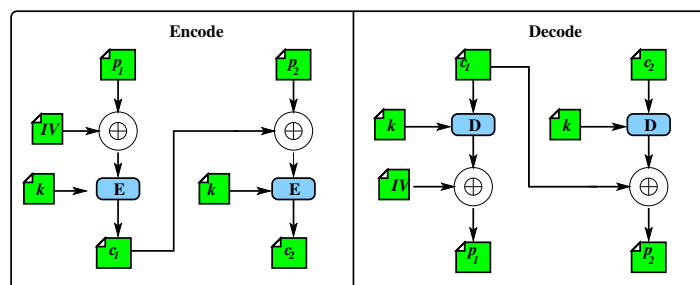 Encode
p1
p2
IV
⊕
⊕
k
E
k
E
c1
c2
Decode
c1
c2
k
D
k
D
IV
⊕
⊕
p1
p2